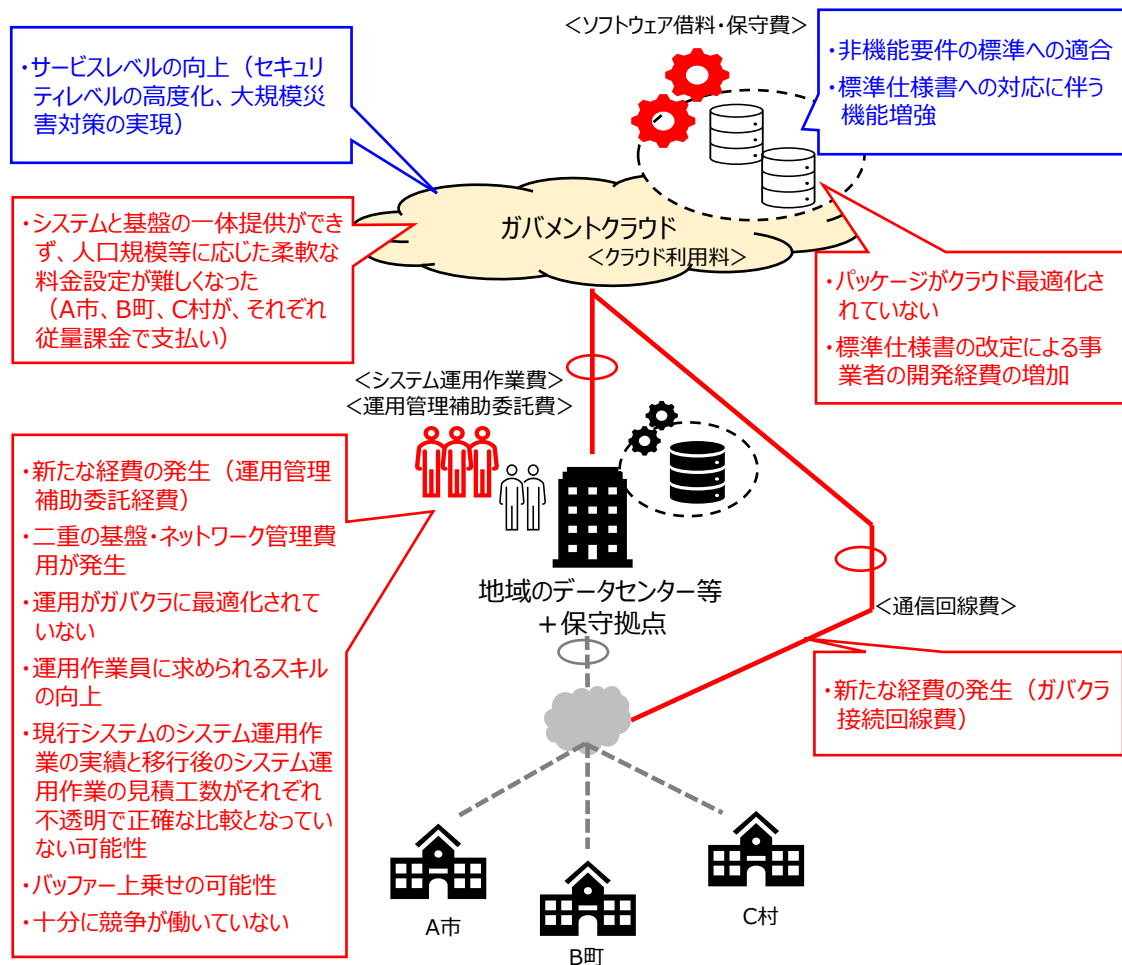 ＜ソフトウェア借料・保守費＞
・サービスレベルの向上（セキュリ
ティレベルの高度化、大規模災
害対策の実現）
・非機能要件の標準への適合
・標準仕様書への対応に伴う
機能増強
・システムと基盤の一体提供ができ
ず、人口規模等に応じた柔軟な
料金設定が難しくなった
（A市、B町、C村が、それぞれ
従量課金で支払い）
ガバメントクラウド
＜クラウド利用料＞
・パッケージがクラウド最適化さ
れていない
・標準仕様書の改定による事
業者の開発経費の増加
＜システム運用作業費＞
＜運用管理補助委託費＞
・新たな経費の発生（運用管理
補助委託経費）
・二重の基盤・ネットワーク管理費
用が発生
・運用がガバクラに最適化されて
いない
・運用作業員に求められるスキル
の向上
・現行システムのシステム運用作
業の実績と移行後のシステム運
用作業の見積工数がそれぞれ
不透明で正確な比較となってい
ない可能性
・バッファー上乗せの可能性
・十分に競争が働いていない
地域のデータセンター等
＋保守拠点
＜通信回線費＞
・新たな経費の発生（ガバクラ
接続回線費）
A市
B町
C村